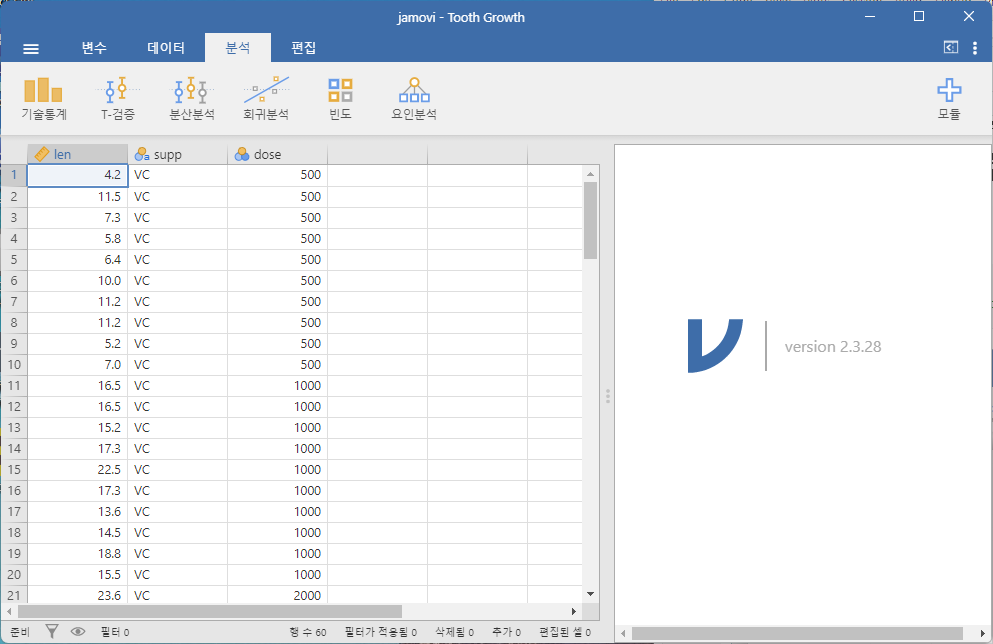 jamovi - Tooth Growth
변수 데이터 분석 편집
기술통계 T-검증 분산분석 회귀분석 빈도 요인분석 모듈
len supp dose
1 4.2 VC 500
2 11.5 VC 500
3 7.3 VC 500
4 5.8 VC 500
5 6.4 VC 500
6 10.0 VC 500
7 11.2 VC 500
8 11.2 VC 500
9 5.2 VC 500
10 7.0 VC 500
11 16.5 VC 1000
12 16.5 VC 1000
13 15.2 VC 1000
14 17.3 VC 1000
15 22.5 VC 1000
16 17.3 VC 1000
17 13.6 VC 1000
18 14.5 VC 1000
19 18.8 VC 1000
20 15.5 VC 1000
21 23.6 VC 2000
version 2.3.28
준비 필터 0 행 수 60 필터가 적용됨 0 삭제됨 0 추가 0 편집된 셀 0